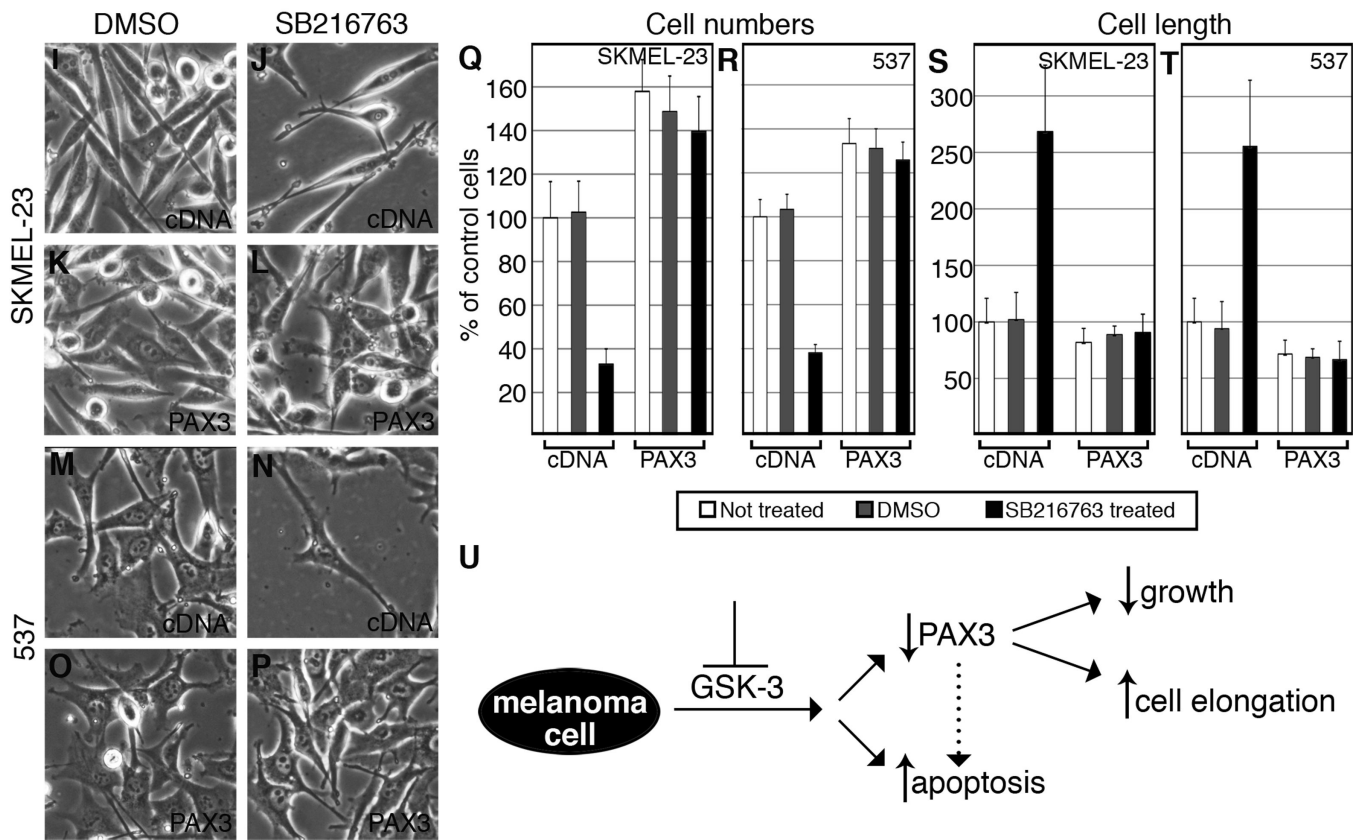 DMSO SB216763
SKMEL-23
I
cDNA
J
cDNA
K
PAX3
L
PAX3
537
M
cDNA
N
cDNA
O
PAX3
P
PAX3
Cell numbers
Cell length
% of control cells
Q
SKMEL-23
160
140
120
100
80
60
40
20
cDNA PAX3
R
537
cDNA PAX3
S
SKMEL-23
300
250
200
150
100
50
cDNA PAX3
T
537
cDNA PAX3
Not treated DMSO SB216763 treated
U
melanoma
cell
GSK-3
PAX3
growth
cell elongation
apoptosis